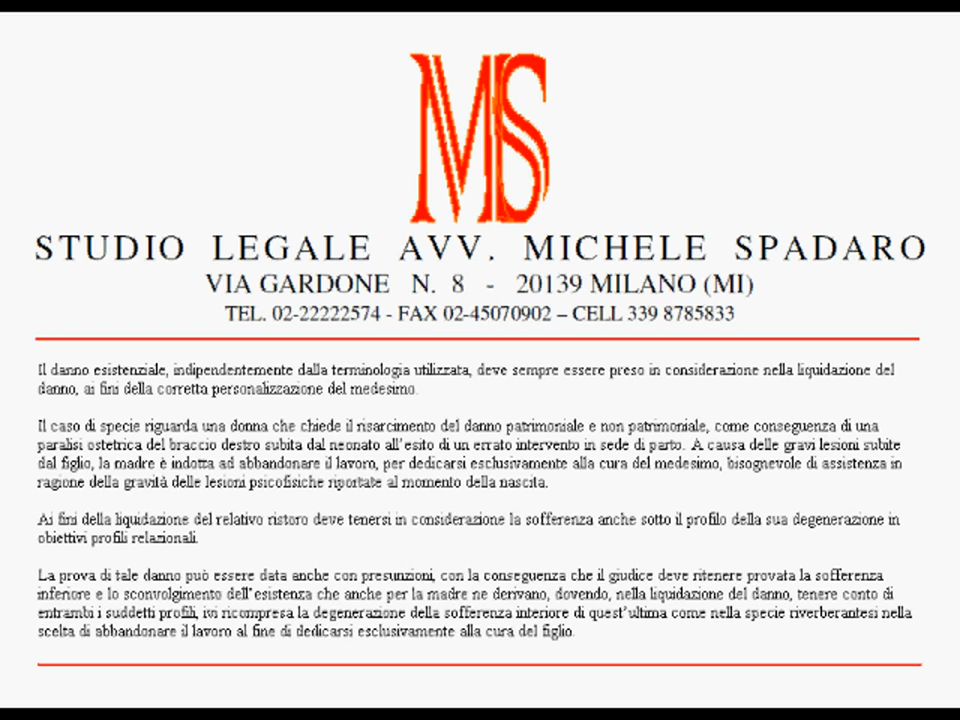 MS
STUDIO LEGALE AVV. MICHELE SPADARO
VIA GARDONE N. 8 - 20139 MILANO (MI)
TEL. 02-22222574 - FAX 02-45070902 – CELL 339 8785833
Il danno esistenziale, indipendentemente dalla terminologia utilizzata, deve sempre essere preso in considerazione nella liquidazione del
danno, ai fini della corretta personalizzazione del medesimo.
Il caso di specie riguarda una donna che chiede il risarcimento del danno patrimoniale e non patrimoniale, come conseguenza di una
paralisi ostetrica del braccio destro subita dal neonato all'esito di un errato intervento in sede di parto. A causa delle gravi lesioni subite
dal figlio, la madre è indotta ad abbandonare il lavoro, per dedicarsi esclusivamente alla cura del medesimo, bisognevole di assistenza in
ragione della gravità delle lesioni psicofisiche riportate al momento della nascita.
Ai fini della liquidazione del relativo ristoro deve tenersi in considerazione la sofferenza anche sotto il profilo della sua degenerazione in
obiettivi profili relazionali.
La prova di tale danno può essere data anche con presunzioni, con la conseguenza che il giudice deve ritenere provata la sofferenza
inferiore e lo sconvolgimento dell'esistenza che anche per la madre ne derivano, dovendo, nella liquidazione del danno, tenere conto di
entrambi i suddetti profili, ivi ricompresa la degenerazione della sofferenza interiore di quest'ultima come nella specie riverberantesi nella
scelta di abbandonare il lavoro al fine di dedicarsi esclusivamente alla cura del figlio.